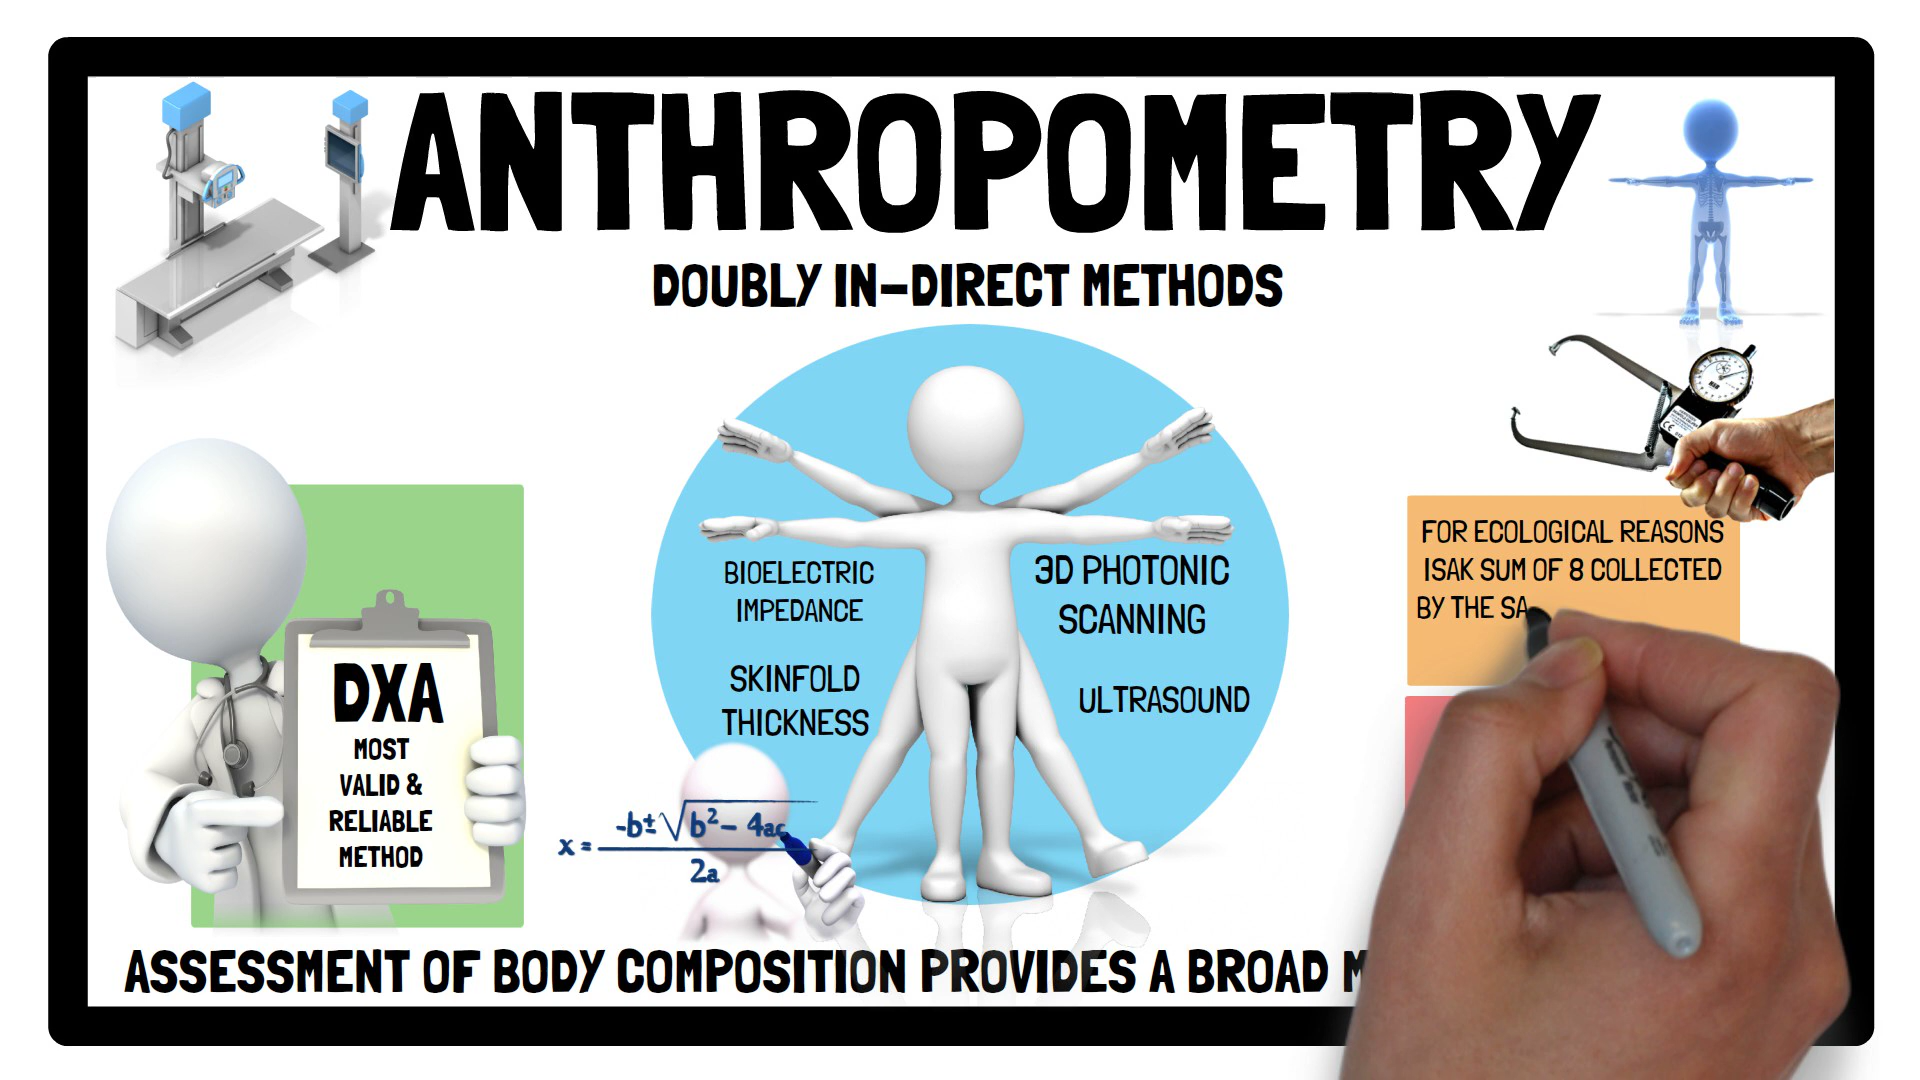 ANTHROPOMETRY
DOUBLY IN-DIRECT METHODS
BIOELECTRIC
IMPEDANCE
3D PHOTONIC
SCANNING
SKINFOLD
THICKNESS
ULTRASOUND
DXA
MOST
VALID &
RELIABLE
METHOD
x = -b± √b² - 4ac
2a
FOR ECOLOGICAL REASONS
ISAK SUM OF 8 COLLECTED
BY THE SA
ASSESSMENT OF BODY COMPOSITION PROVIDES A BROAD M